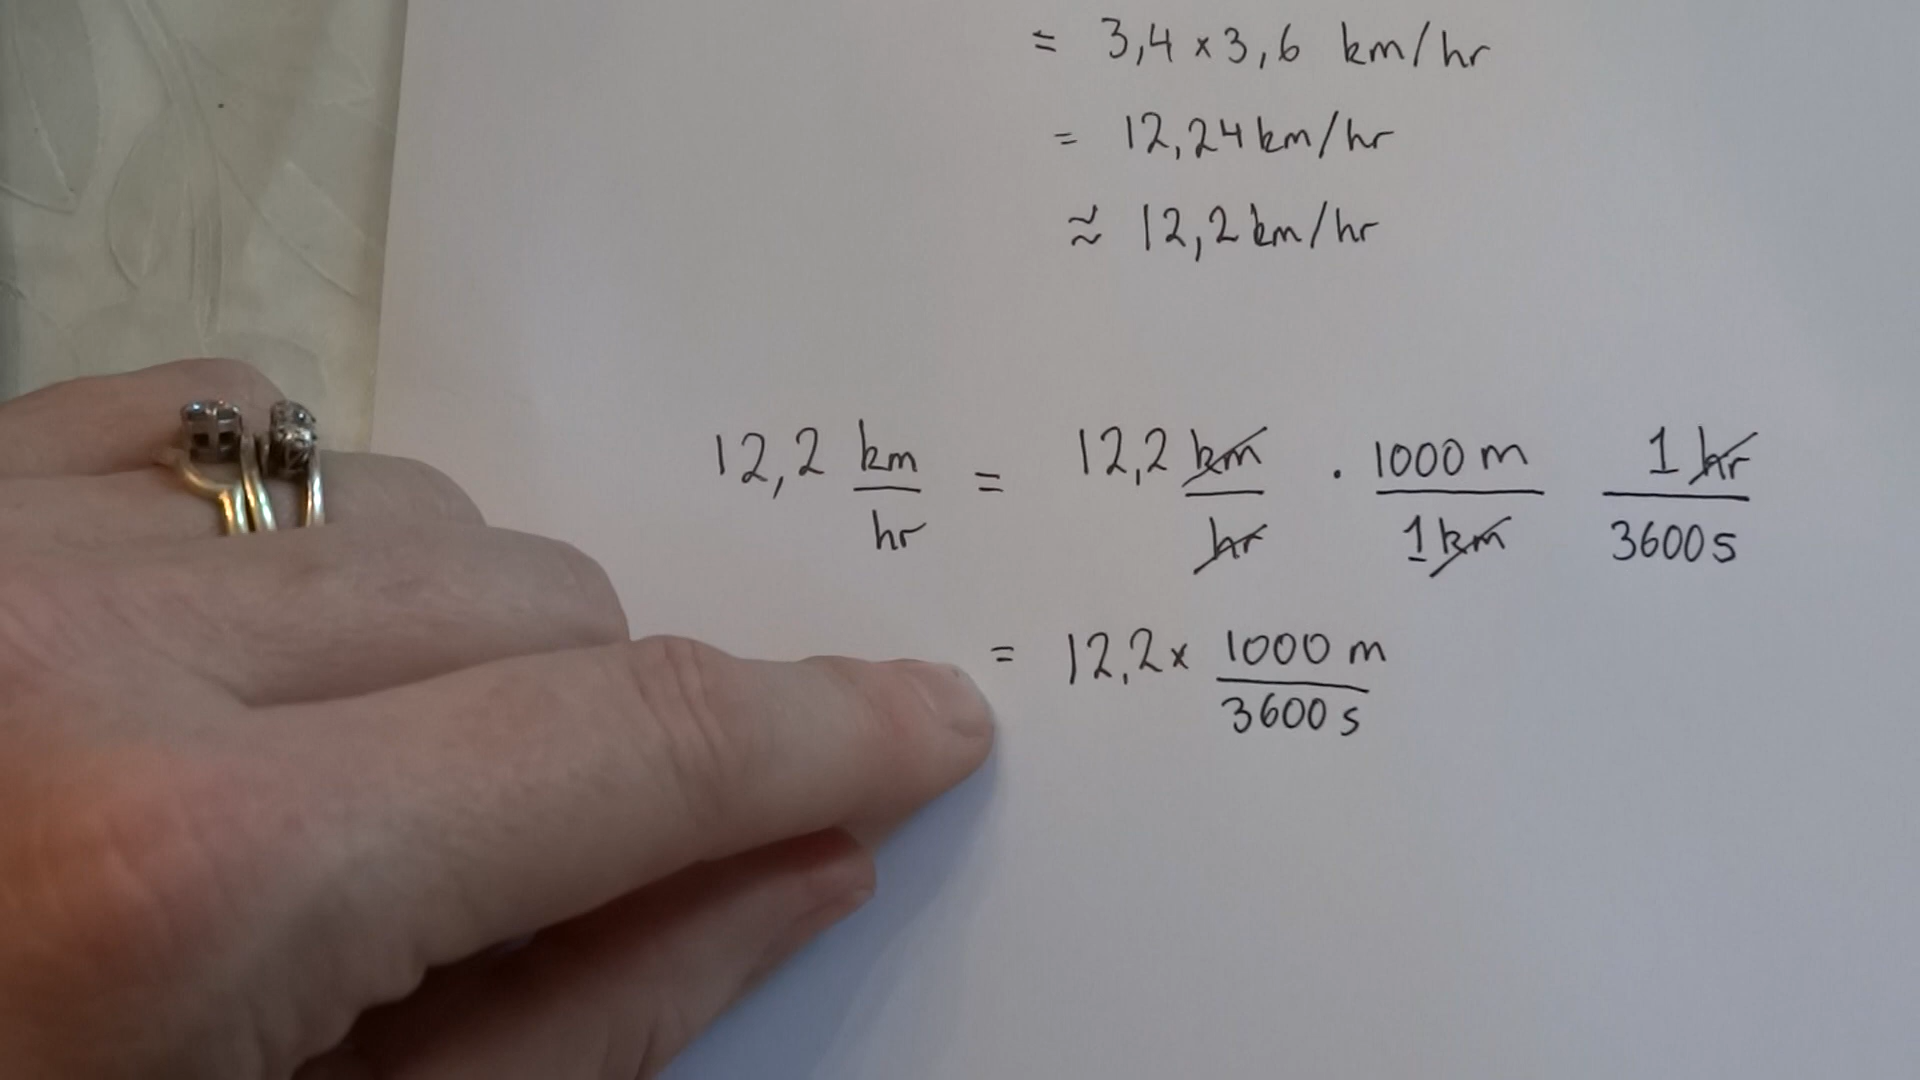 = 3,4 × 3,6 km/hr
= 12,24 km/hr
≈ 12,2 km/hr
12,2 km/hr = 12,2 km/hr · 1000 m/1 km 1 hr/3600 s
= 12,2 × 1000 m/3600 s